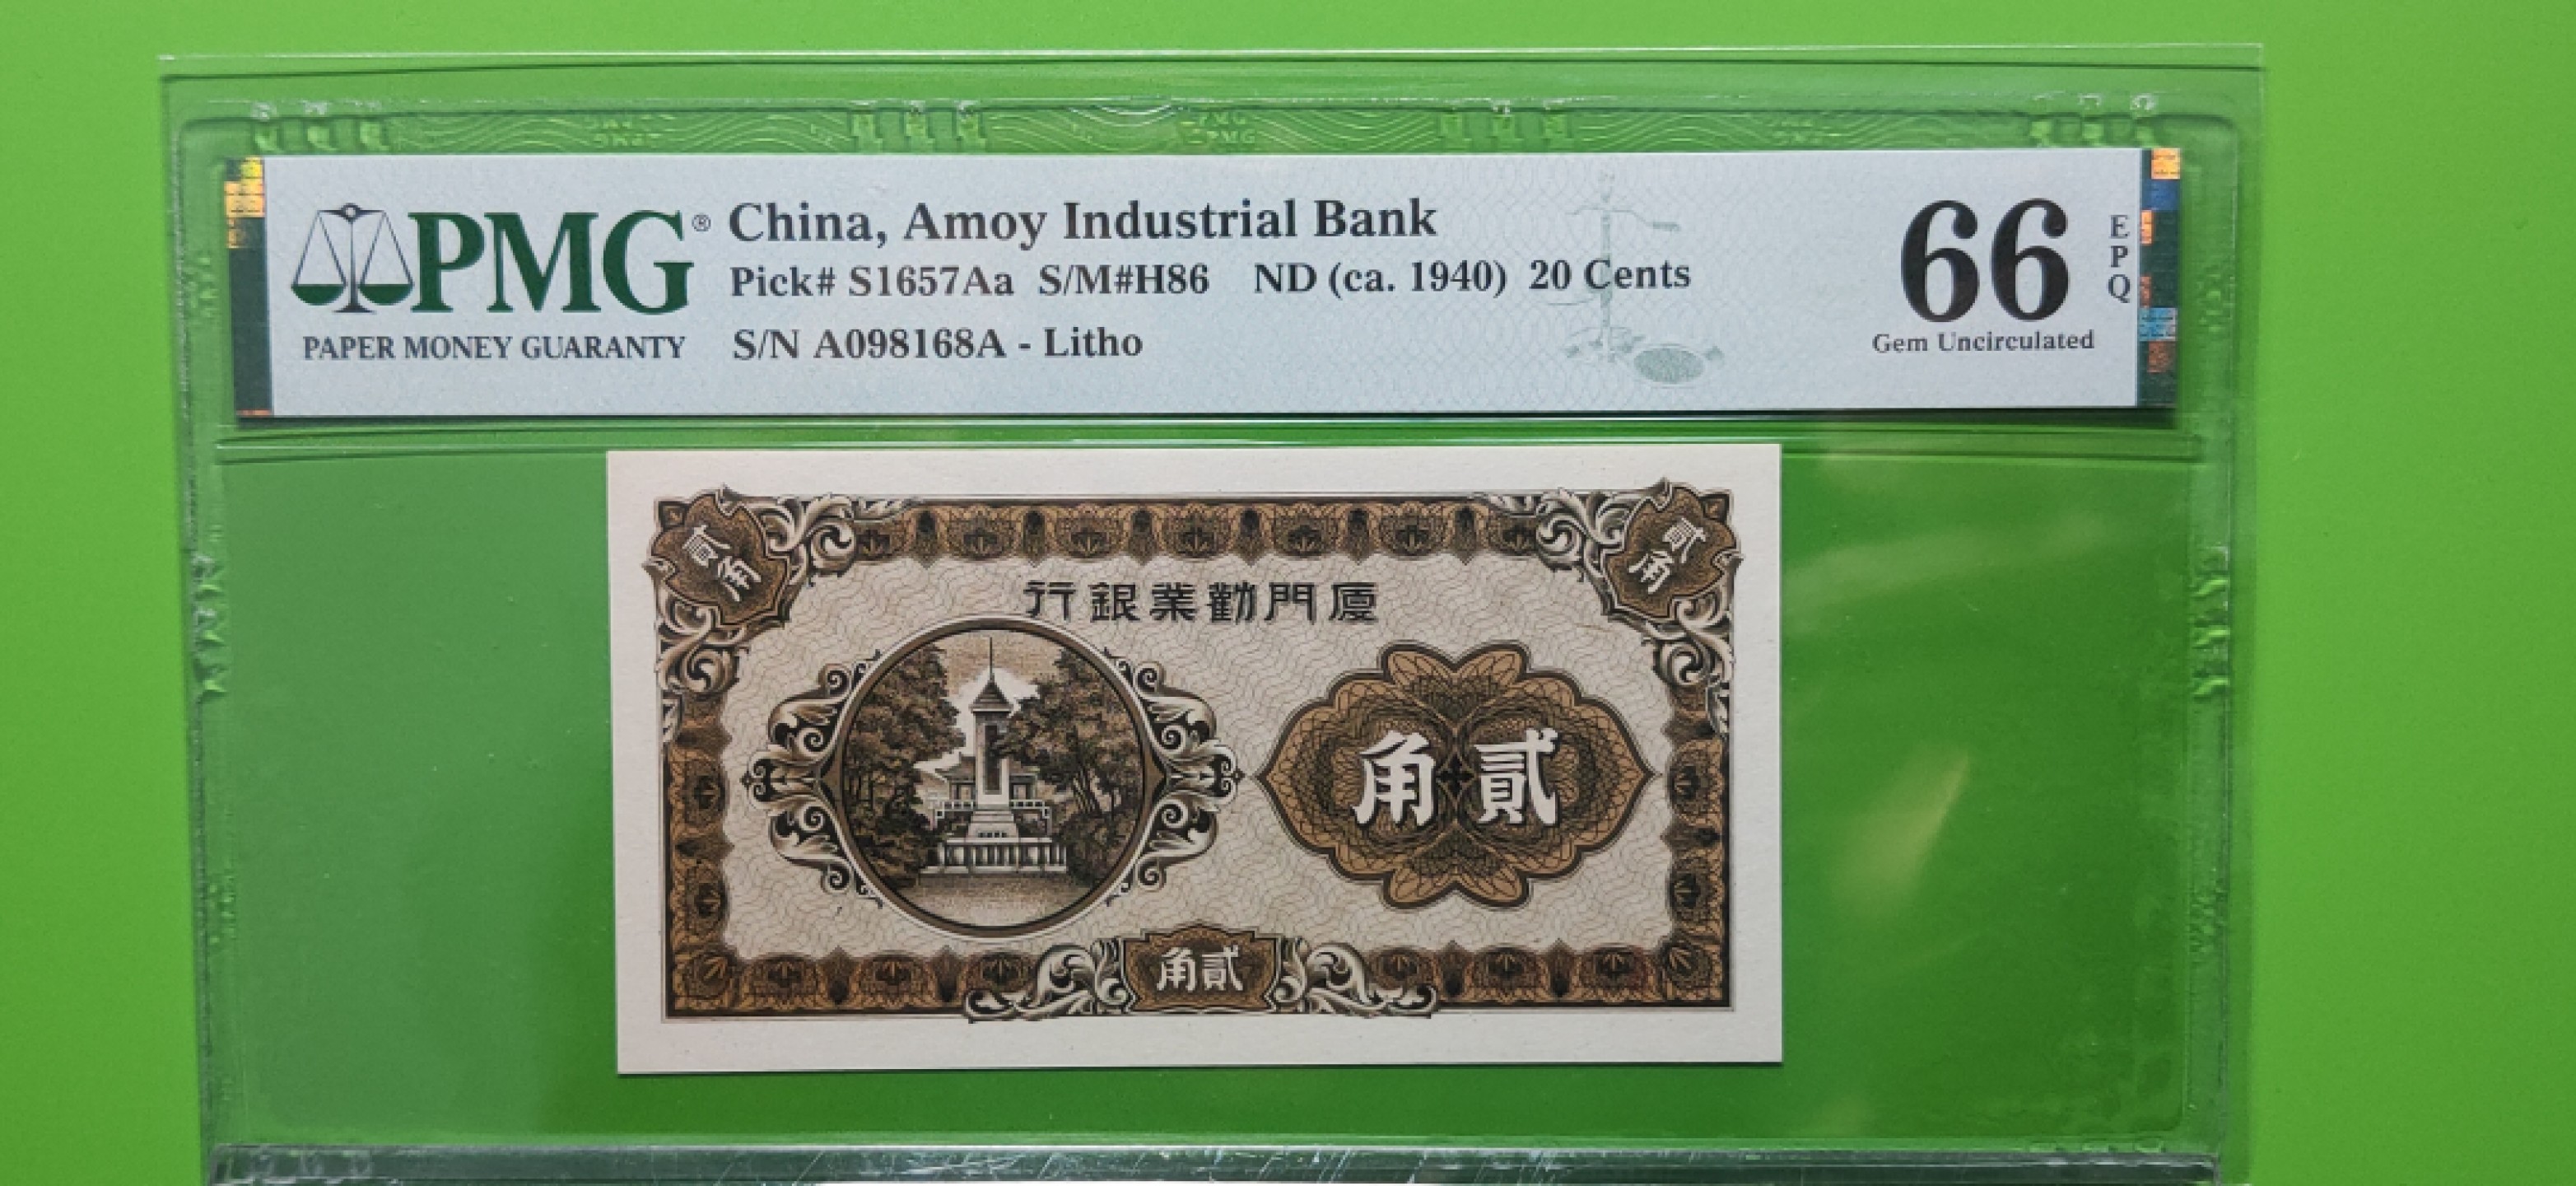 PMG®
PAPER MONEY GUARANTY
China, Amoy Industrial Bank
Pick# S1657Aa S/M#H86 ND (ca. 1940) 20 Cents
S/N A098168A - Litho
66
EPQ
Gem Uncirculated
貳角
貳角
行銀業勸門廈
角貳
角貳